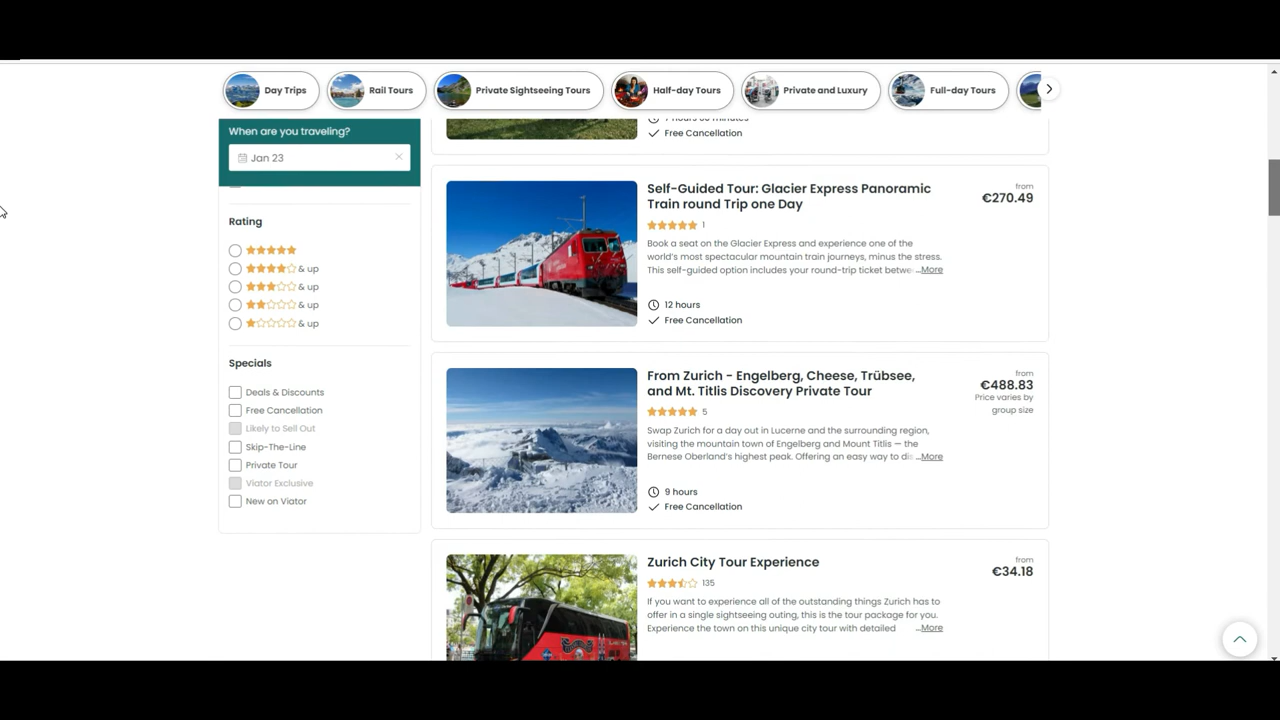 Day Trips
Rail Tours
Private Sightseeing Tours
Half-day Tours
Private and Luxury
Full-day Tours
When are you traveling?
Jan 23
Free Cancellation
Rating
& up
& up
& up
& up
Specials
Deals & Discounts
Free Cancellation
Likely to Sell Out
Skip-The-Line
Private Tour
Viator Exclusive
New on Viator
Self-Guided Tour: Glacier Express Panoramic
Train round Trip one Day
1
from
€270.49
Book a seat on the Glacier Express and experience one of the
world's most spectacular mountain train journeys, minus the stress.
This self-guided option includes your round-trip ticket betwe ...More
12 hours
Free Cancellation
From Zurich - Engelberg, Cheese, Trübsee,
and Mt. Titlis Discovery Private Tour
5
from
€488.83
Price varies by
group size
Swap Zurich for a day out in Lucerne and the surrounding region,
visiting the mountain town of Engelberg and Mount Titlis — the
Bernese Oberland's highest peak. Offering an easy way to dis ...More
9 hours
Free Cancellation
Zurich City Tour Experience
135
from
€34.18
If you want to experience all of the outstanding things Zurich has to
offer in a single sightseeing outing, this is the tour package for you.
Experience the town on this unique city tour with detailed ...More